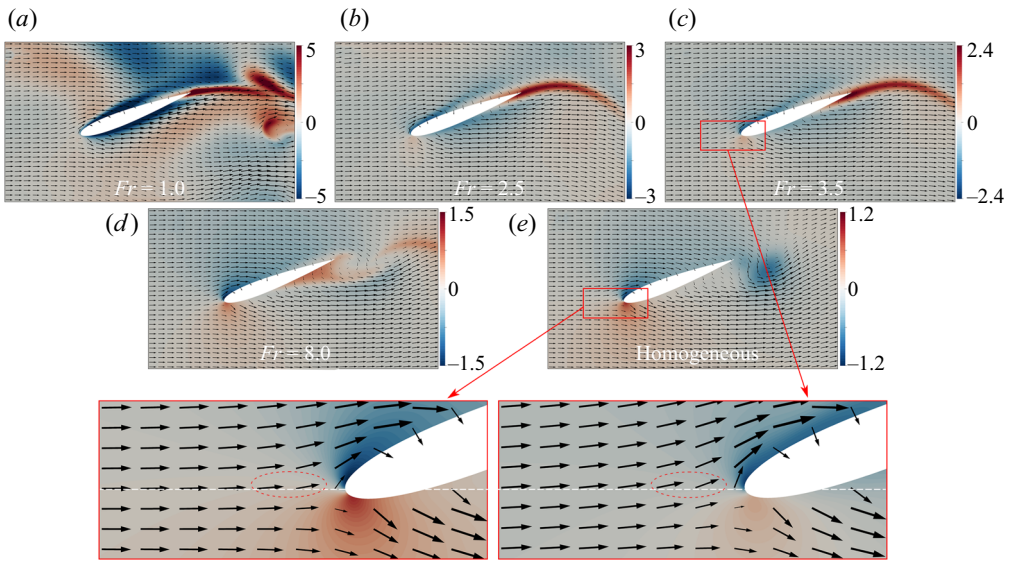 (a)
(b)
(c)
5
0
−5
Fr = 1.0
3
0
−3
Fr = 2.5
2.4
0
−2.4
Fr = 3.5
(d)
(e)
1.5
0
−1.5
Fr = 8.0
1.2
0
−1.2
Homogeneous